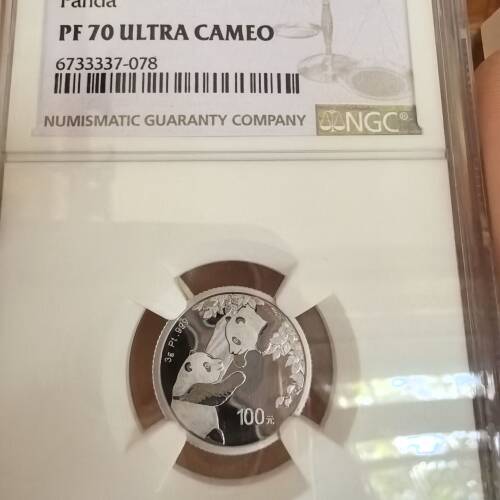 Panda
PF 70 ULTRA CAMEO
6733337-078
NUMISMATIC GUARANTY COMPANY
NGC®
3g Pt .999
100元